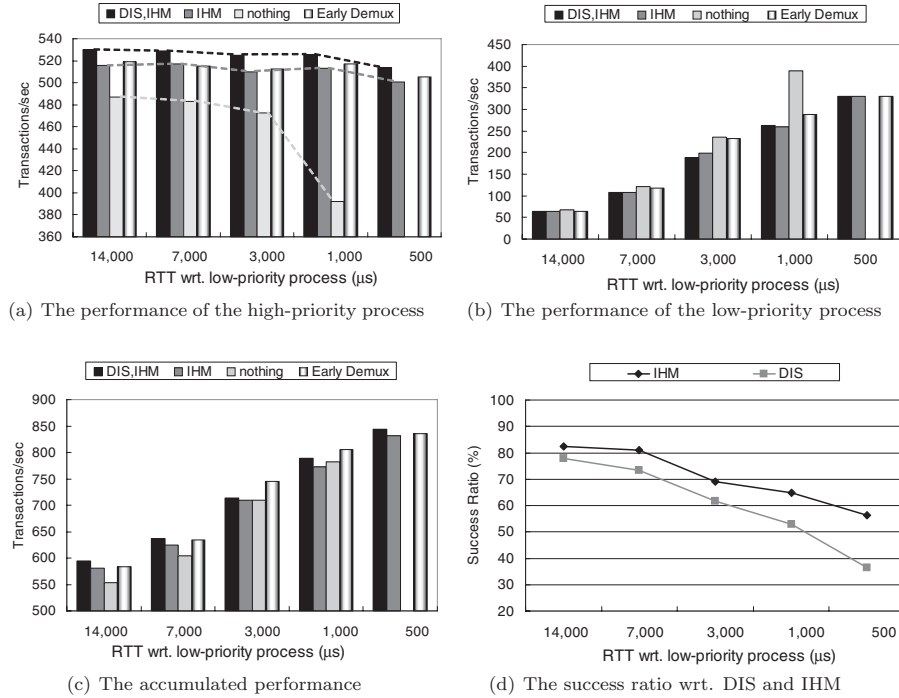 DIS,IHM IHM nothing Early Demux
Transactions/sec
540
520
500
480
460
440
420
400
380
360
14,000 7,000 3,000 1,000 500
RTT wrt. low-priority process (µs)
(a) The performance of the high-priority process
DIS,IHM IHM nothing Early Demux
Transactions/sec
450
400
350
300
250
200
150
100
50
0
14,000 7,000 3,000 1,000 500
RTT wrt. low-priority process (µs)
(b) The performance of the low-priority process
DIS,IHM IHM nothing Early Demux
Transactions/sec
900
850
800
750
700
650
600
550
500
14,000 7,000 3,000 1,000 500
RTT wrt. low-priority process (µs)
(c) The accumulated performance
IHM DIS
Success Ratio (%)
100
90
80
70
60
50
40
30
20
14,000 7,000 3,000 1,000 500
RTT wrt. low-priority process (µs)
(d) The success ratio wrt. DIS and IHM